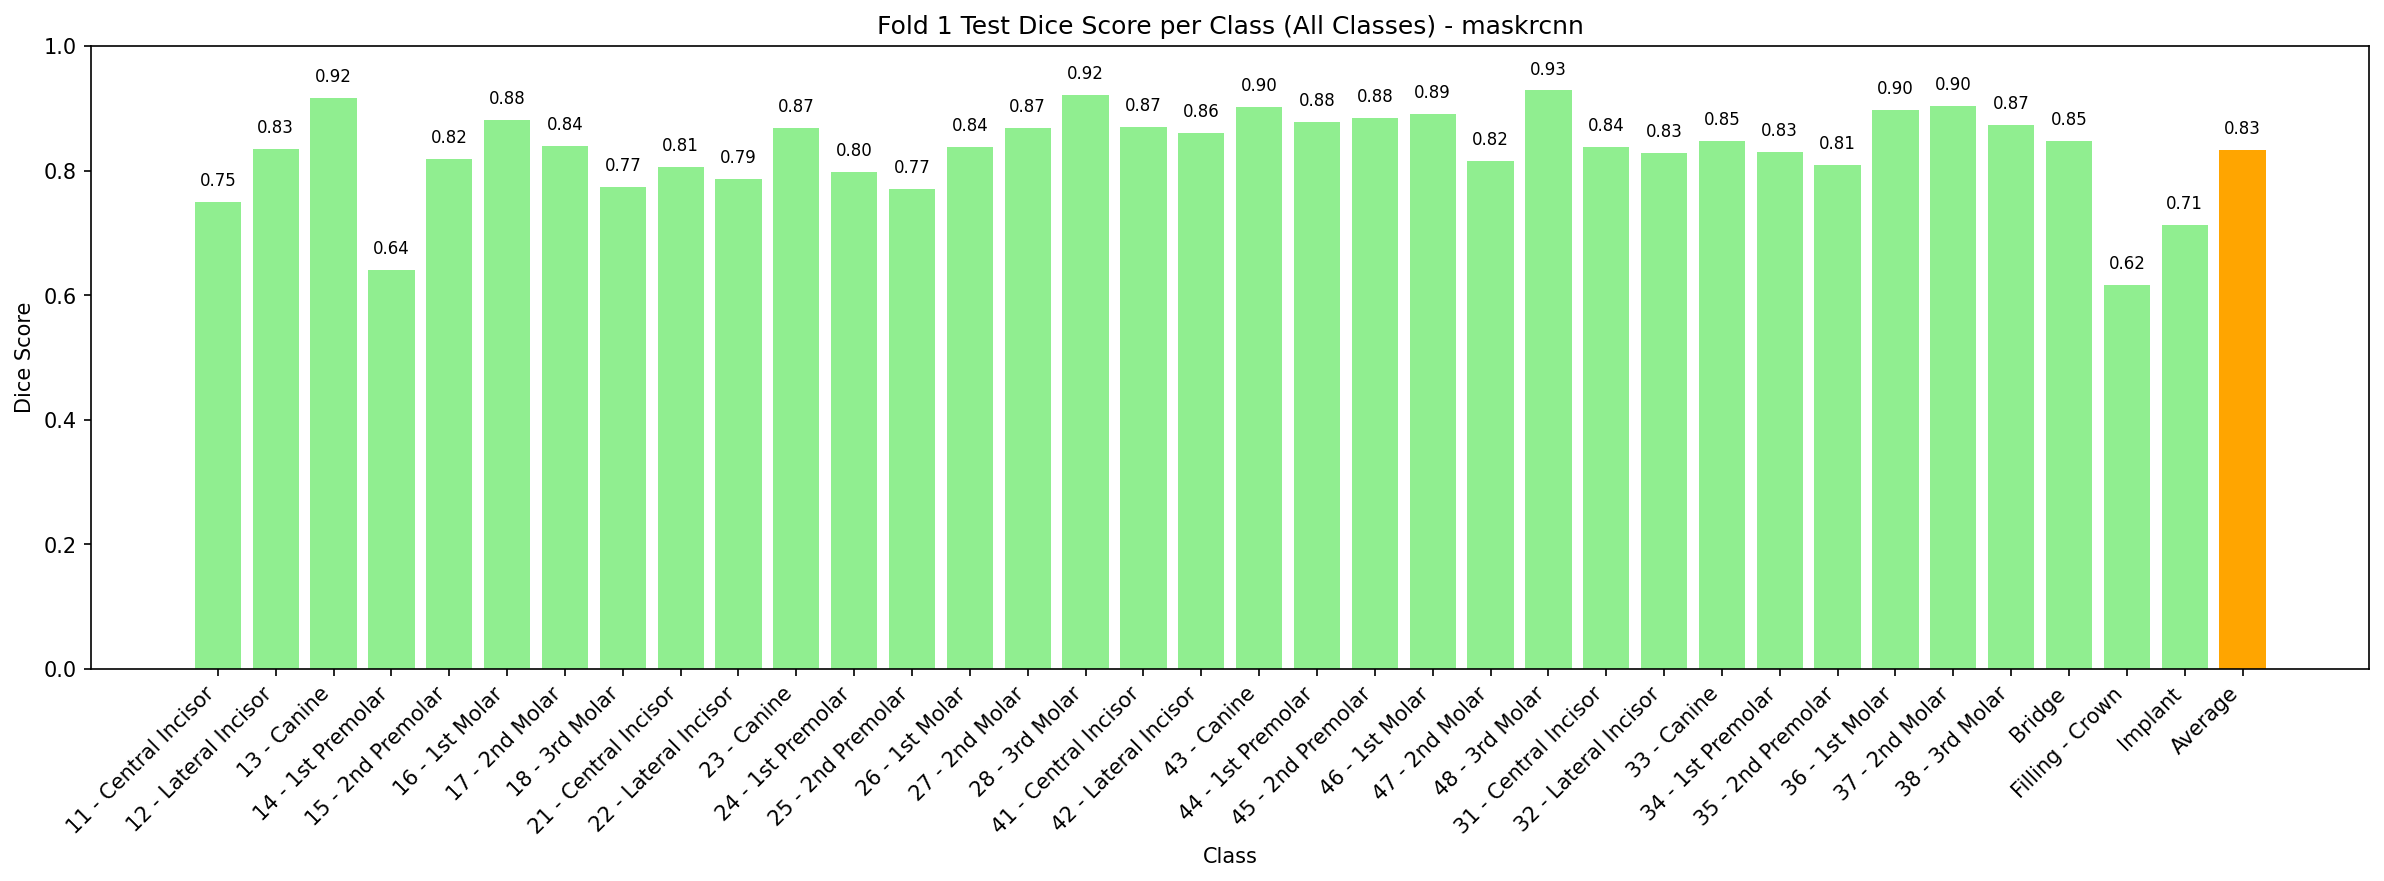 Fold 1 Test Dice Score per Class (All Classes) - maskrcnn
Dice Score
1.0
0.8
0.6
0.4
0.2
0.0
0.75
0.83
0.92
0.64
0.82
0.88
0.84
0.77
0.81
0.79
0.87
0.80
0.77
0.84
0.87
0.92
0.87
0.86
0.90
0.88
0.88
0.89
0.82
0.93
0.84
0.83
0.85
0.83
0.81
0.90
0.90
0.87
0.85
0.62
0.71
0.83
11 - Central Incisor
12 - Lateral Incisor
13 - Canine
14 - 1st Premolar
15 - 2nd Premolar
16 - 1st Molar
17 - 2nd Molar
18 - 3rd Molar
21 - Central Incisor
22 - Lateral Incisor
23 - Canine
24 - 1st Premolar
25 - 2nd Premolar
26 - 1st Molar
27 - 2nd Molar
28 - 3rd Molar
41 - Central Incisor
42 - Lateral Incisor
43 - Canine
44 - 1st Premolar
45 - 2nd Premolar
46 - 1st Molar
47 - 2nd Molar
48 - 3rd Molar
31 - Central Incisor
32 - Lateral Incisor
33 - Canine
34 - 1st Premolar
35 - 2nd Premolar
36 - 1st Molar
37 - 2nd Molar
38 - 3rd Molar
Bridge
Filling - Crown
Implant
Average
Class